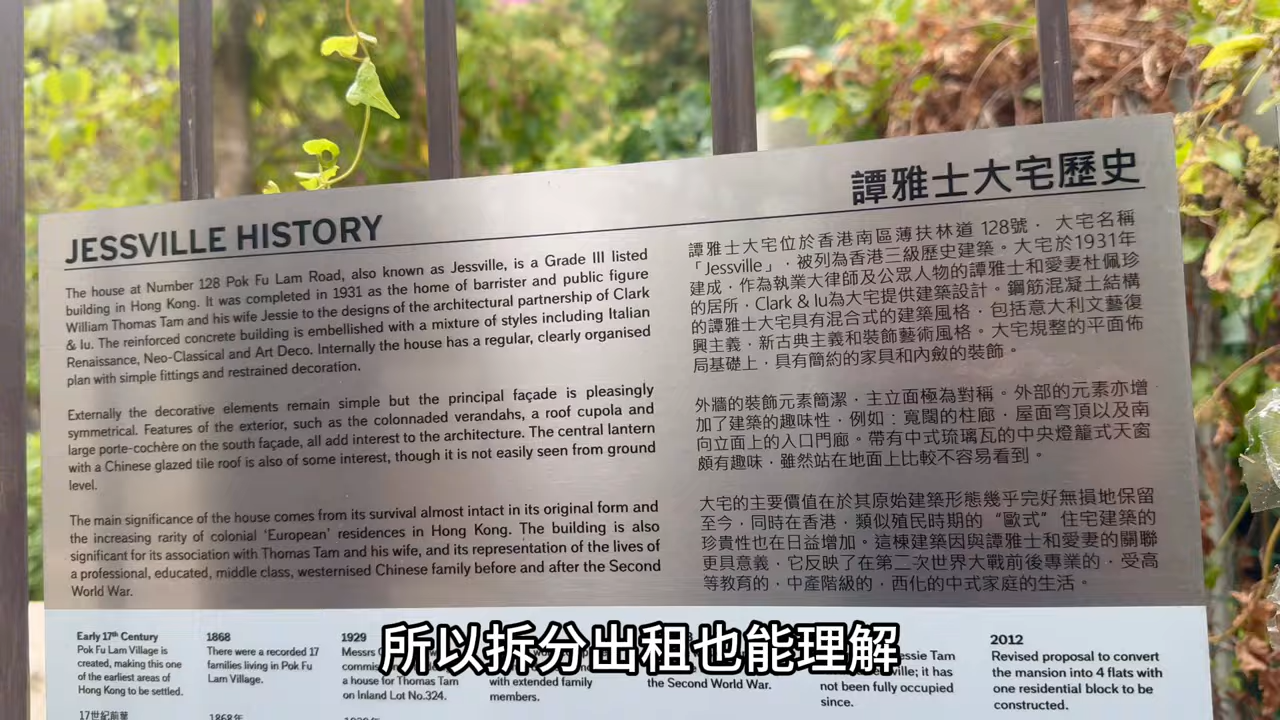 JESSVILLE HISTORY
The house at Number 128 Pok Fu Lam Road, also known as Jessville, is a Grade III listed
building in Hong Kong. It was completed in 1931 as the home of barrister and public figure
William Thomas Tam and his wife Jessie to the designs of the architectural partnership of Clark
& Iu. The reinforced concrete building is embellished with a mixture of styles including Italian
Renaissance, Neo-Classical and Art Deco. Internally the house has a regular, clearly organised
plan with simple fittings and restrained decoration.
Externally the decorative elements remain simple but the principal façade is pleasingly
symmetrical. Features of the exterior, such as the colonnaded verandahs, a roof cupola and
large porte-cochère on the south façade, all add interest to the architecture. The central lantern
with a Chinese glazed tile roof is also of some interest, though it is not easily seen from ground
level.
The main significance of the house comes from its survival almost intact in its original form and
the increasing rarity of colonial 'European' residences in Hong Kong. The building is also
significant for its association with Thomas Tam and his wife, and its representation of the lives of
a professional, educated, middle class, westernised Chinese family before and after the Second
World War.
譚雅士大宅歷史
譚雅士大宅位於香港南區薄扶林道 128號， 大宅名稱
「Jessville」，被列為香港三級歷史建築。大宅於1931年
建成，作為執業大律師及公眾人物的譚雅士和愛妻杜佩珍
的居所，Clark & Iu為大宅提供建築設計。鋼筋混凝土結構
的譚雅士大宅具有混合式的建築風格，包括意大利文藝復
興主義，新古典主義和裝飾藝術風格。大宅規整的平面佈
局基礎上，具有簡約的家具和內斂的裝飾。
外牆的裝飾元素簡潔，主立面極為對稱。外部的元素亦增
加了建築的趣味性，例如：寬闊的柱廊，屋面穹頂以及南
向立面上的入口門廊。帶有中式琉璃瓦的中央燈籠式天窗
頗有趣味，雖然站在地面上比較不容易看到。
大宅的主要價值在於其原始建築形態幾乎完好無損地保留
至今，同時在香港，類似殖民時期的“歐式”住宅建築的
珍貴性也在日益增加。這棟建築因與譚雅士和愛妻的關聯
更具意義，它反映了在第二次世界大戰前後專業的，受高
等教育的，中產階級的，西化的中式家庭的生活。
Early 17th Century
Pok Fu Lam Village is
created, making this one
of the earliest areas of
Hong Kong to be settled.
17世紀前葉
1868
There were a recorded 17
families living in Pok Fu
Lam Village.
1868年
1929
Messrs
a house for Thomas Tam
on Inland Lot No.324.
with extended family
members.
the Second World War.
Jessie Tam
it has
not been fully occupied
since.
2012
Revised proposal to convert
the mansion into 4 flats with
one residential block to be
constructed.
所以拆分出租也能理解